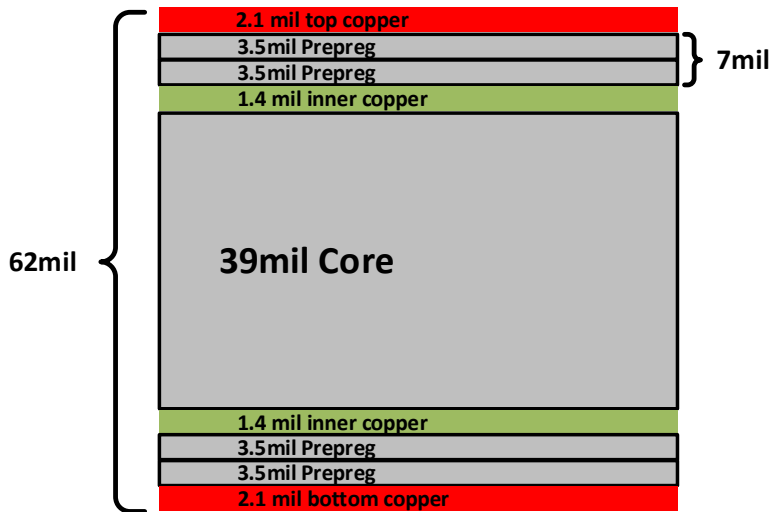 2.1 mil top copper
3.5mil Prepreg
3.5mil Prepreg
7mil
1.4 mil inner copper
62mil
39mil Core
1.4 mil inner copper
3.5mil Prepreg
3.5mil Prepreg
2.1 mil bottom copper